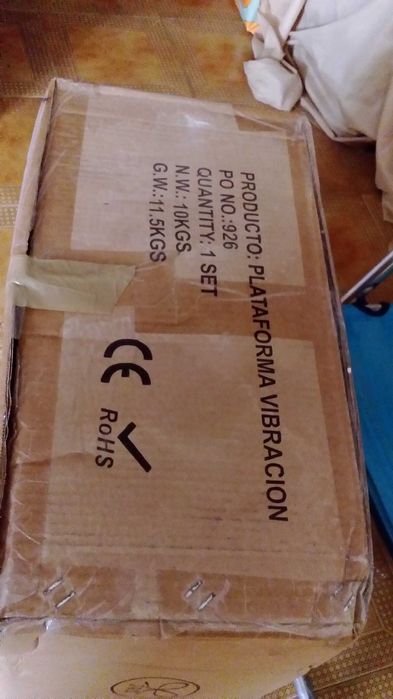 PRODUCTO: PLATAFORMA VIBRACION
PO NO.:926
QUANTITY: 1 SET
N.W.: 10KGS
G.W.:11.5KGS
CE
RoHS